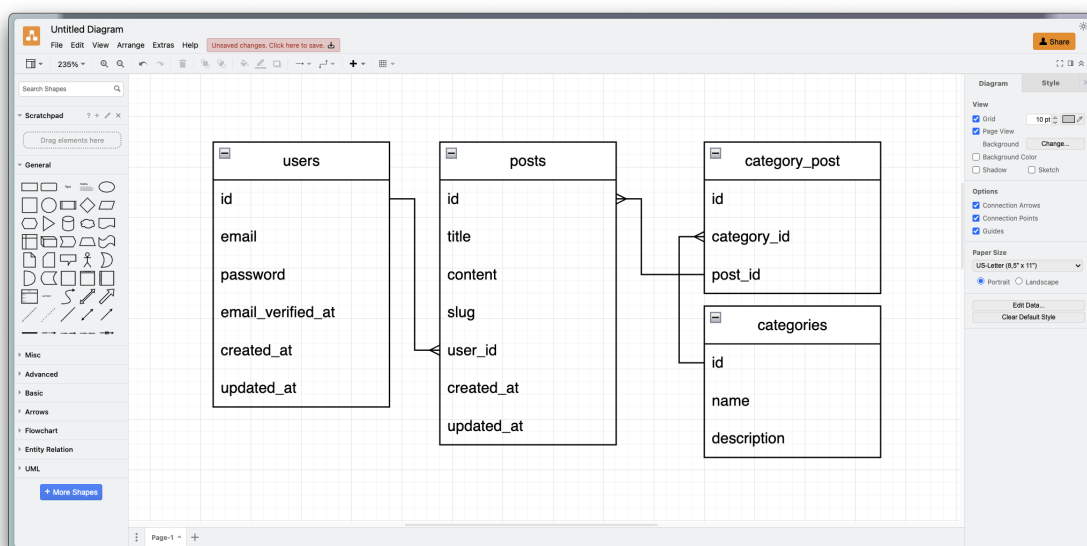 Untitled Diagram
File Edit View Arrange Extras Help Unsaved changes. Click here to save.
Share
235%
Search Shapes
Scratchpad ?
Drag elements here
General
Text
Misc
Advanced
Basic
Arrows
Flowchart
Entity Relation
UML
+ More Shapes
users
id
email
password
email_verified_at
created_at
updated_at
posts
id
title
content
slug
user_id
created_at
updated_at
category_post
id
category_id
post_id
categories
id
name
description
Page-1
Diagram Style
View
Grid 10 pt
Page View
Background Change...
Background Color
Shadow Sketch
Options
Connection Arrows
Connection Points
Guides
Paper Size
US-Letter (8,5" x 11")
Portrait Landscape
Edit Data...
Clear Default Style